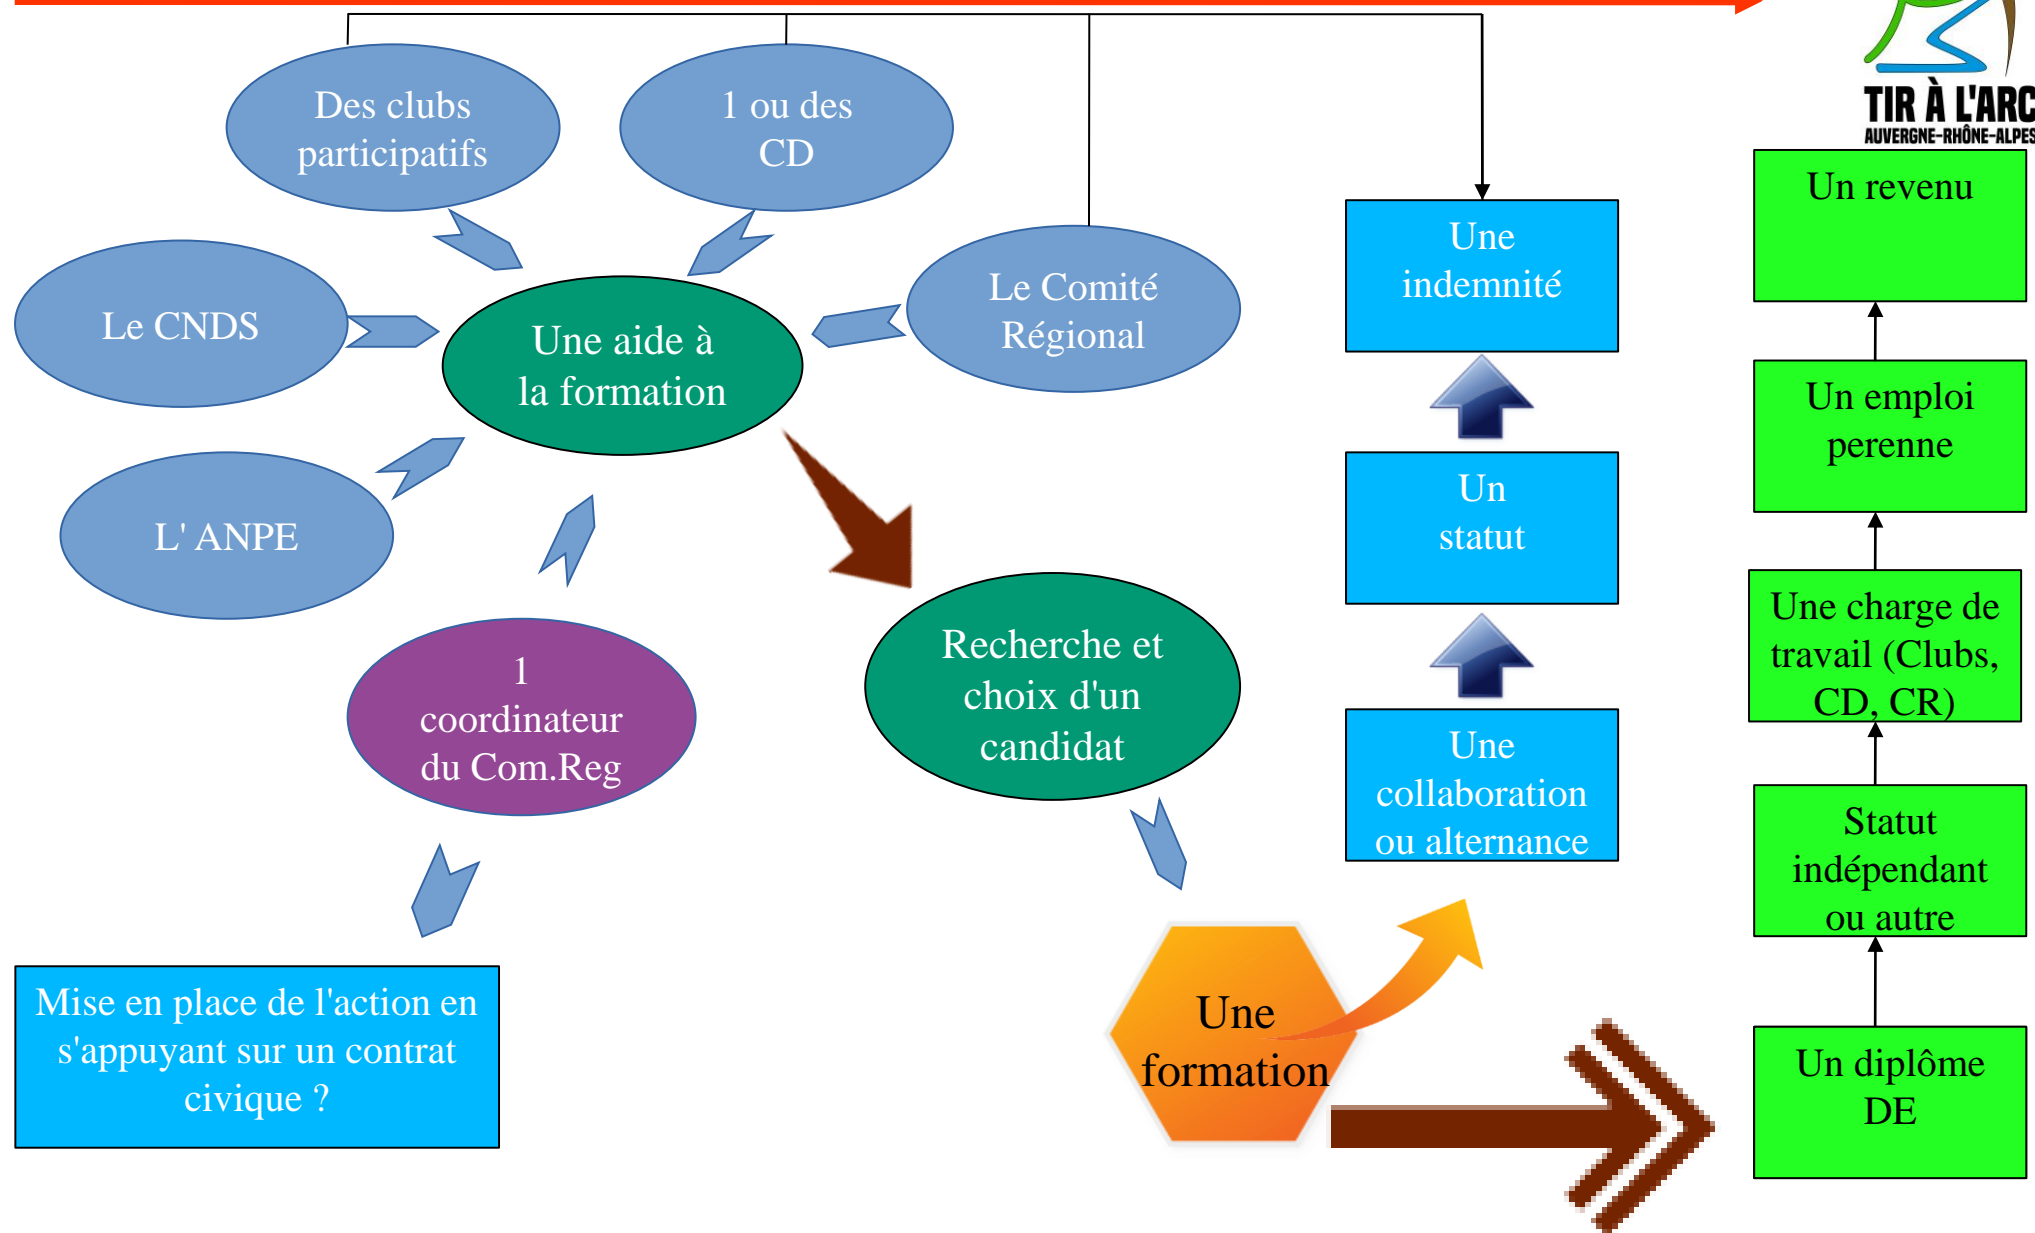 TIR À L'ARC
AUVERGNE-RHÔNE-ALPES
Des clubs
participatifs
1 ou des
CD
Le CNDS
Le Comité
Régional
Une aide à
la formation
L' ANPE
1
coordinateur
du Com.Reg
Recherche et
choix d'un
candidat
Mise en place de l'action en
s'appuyant sur un contrat
civique ?
Une
formation
Une
indemnité
Un
statut
Une
collaboration
ou alternance
Un revenu
Un emploi
perenne
Une charge de
travail (Clubs,
CD, CR)
Statut
indépendant
ou autre
Un diplôme
DE